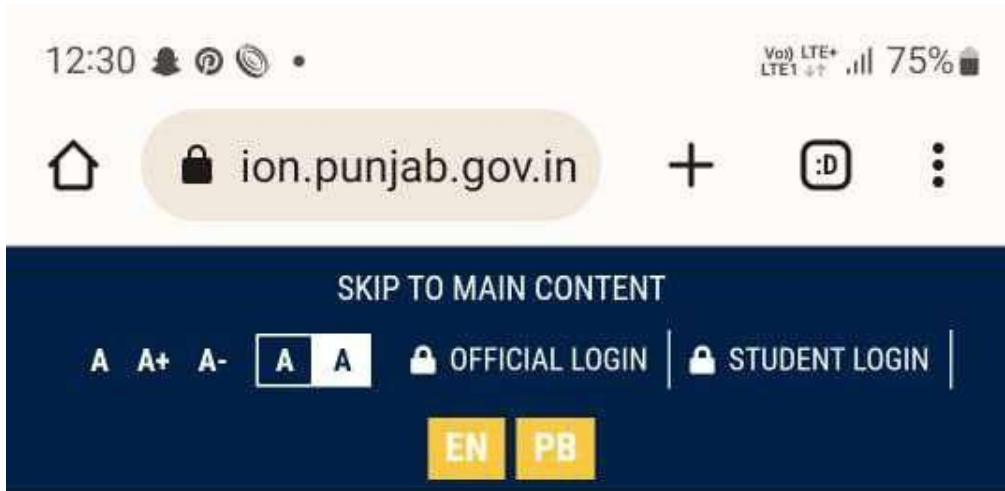 12:30
Vo)) LTE+
LTE1
75%
ion.punjab.gov.in
:D
SKIP TO MAIN CONTENT
A A+ A- A A OFFICIAL LOGIN STUDENT LOGIN
EN PB